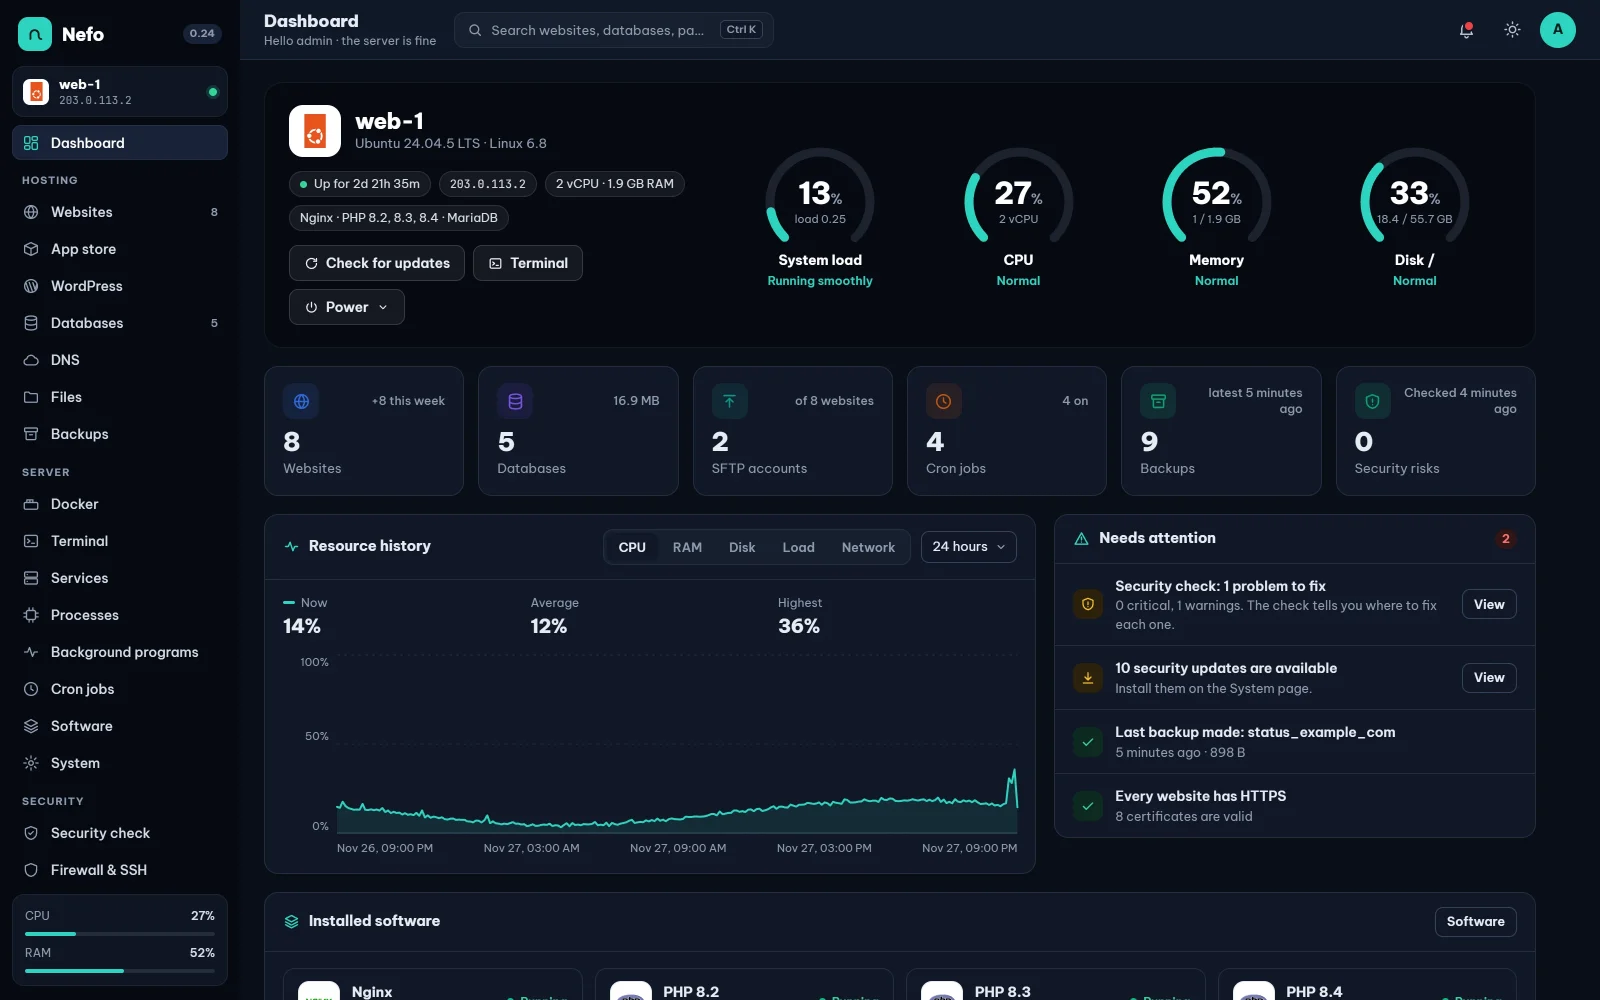 Nefo
0.24
web-1
203.0.113.2
Dashboard
HOSTING
Websites 8
App store
WordPress
Databases 5
DNS
Files
Backups
SERVER
Docker
Terminal
Services
Processes
Background programs
Cron jobs
Software
System
SECURITY
Security check
Firewall & SSH
CPU 27%
RAM 52%
Dashboard
Hello admin · the server is fine
Search websites, databases, pa... Ctrl K
A
web-1
Ubuntu 24.04.5 LTS · Linux 6.8
Up for 2d 21h 35m 203.0.113.2 2 vCPU · 1.9 GB RAM
Nginx · PHP 8.2, 8.3, 8.4 · MariaDB
Check for updates Terminal
Power
13%
load 0.25
System load
Running smoothly
27%
2 vCPU
CPU
Normal
52%
1 / 1.9 GB
Memory
Normal
33%
18.4 / 55.7 GB
Disk /
Normal
+8 this week
8
Websites
16.9 MB
5
Databases
of 8 websites
2
SFTP accounts
4 on
4
Cron jobs
latest 5 minutes
ago
9
Backups
Checked 4 minutes
ago
0
Security risks
Resource history
CPU RAM Disk Load Network 24 hours
Now Average Highest
14% 12% 36%
100%
50%
0%
Nov 26, 09:00 PM Nov 27, 03:00 AM Nov 27, 09:00 AM Nov 27, 03:00 PM Nov 27, 09:00 PM
Needs attention 2
Security check: 1 problem to fix
0 critical, 1 warnings. The check tells you where to fix
each one.
View
10 security updates are available
Install them on the System page.
View
Last backup made: status_example_com
5 minutes ago · 898 B
Every website has HTTPS
8 certificates are valid
Installed software Software
Nginx Running
PHP 8.2 Running
PHP 8.3 Running
PHP 8.4 Running